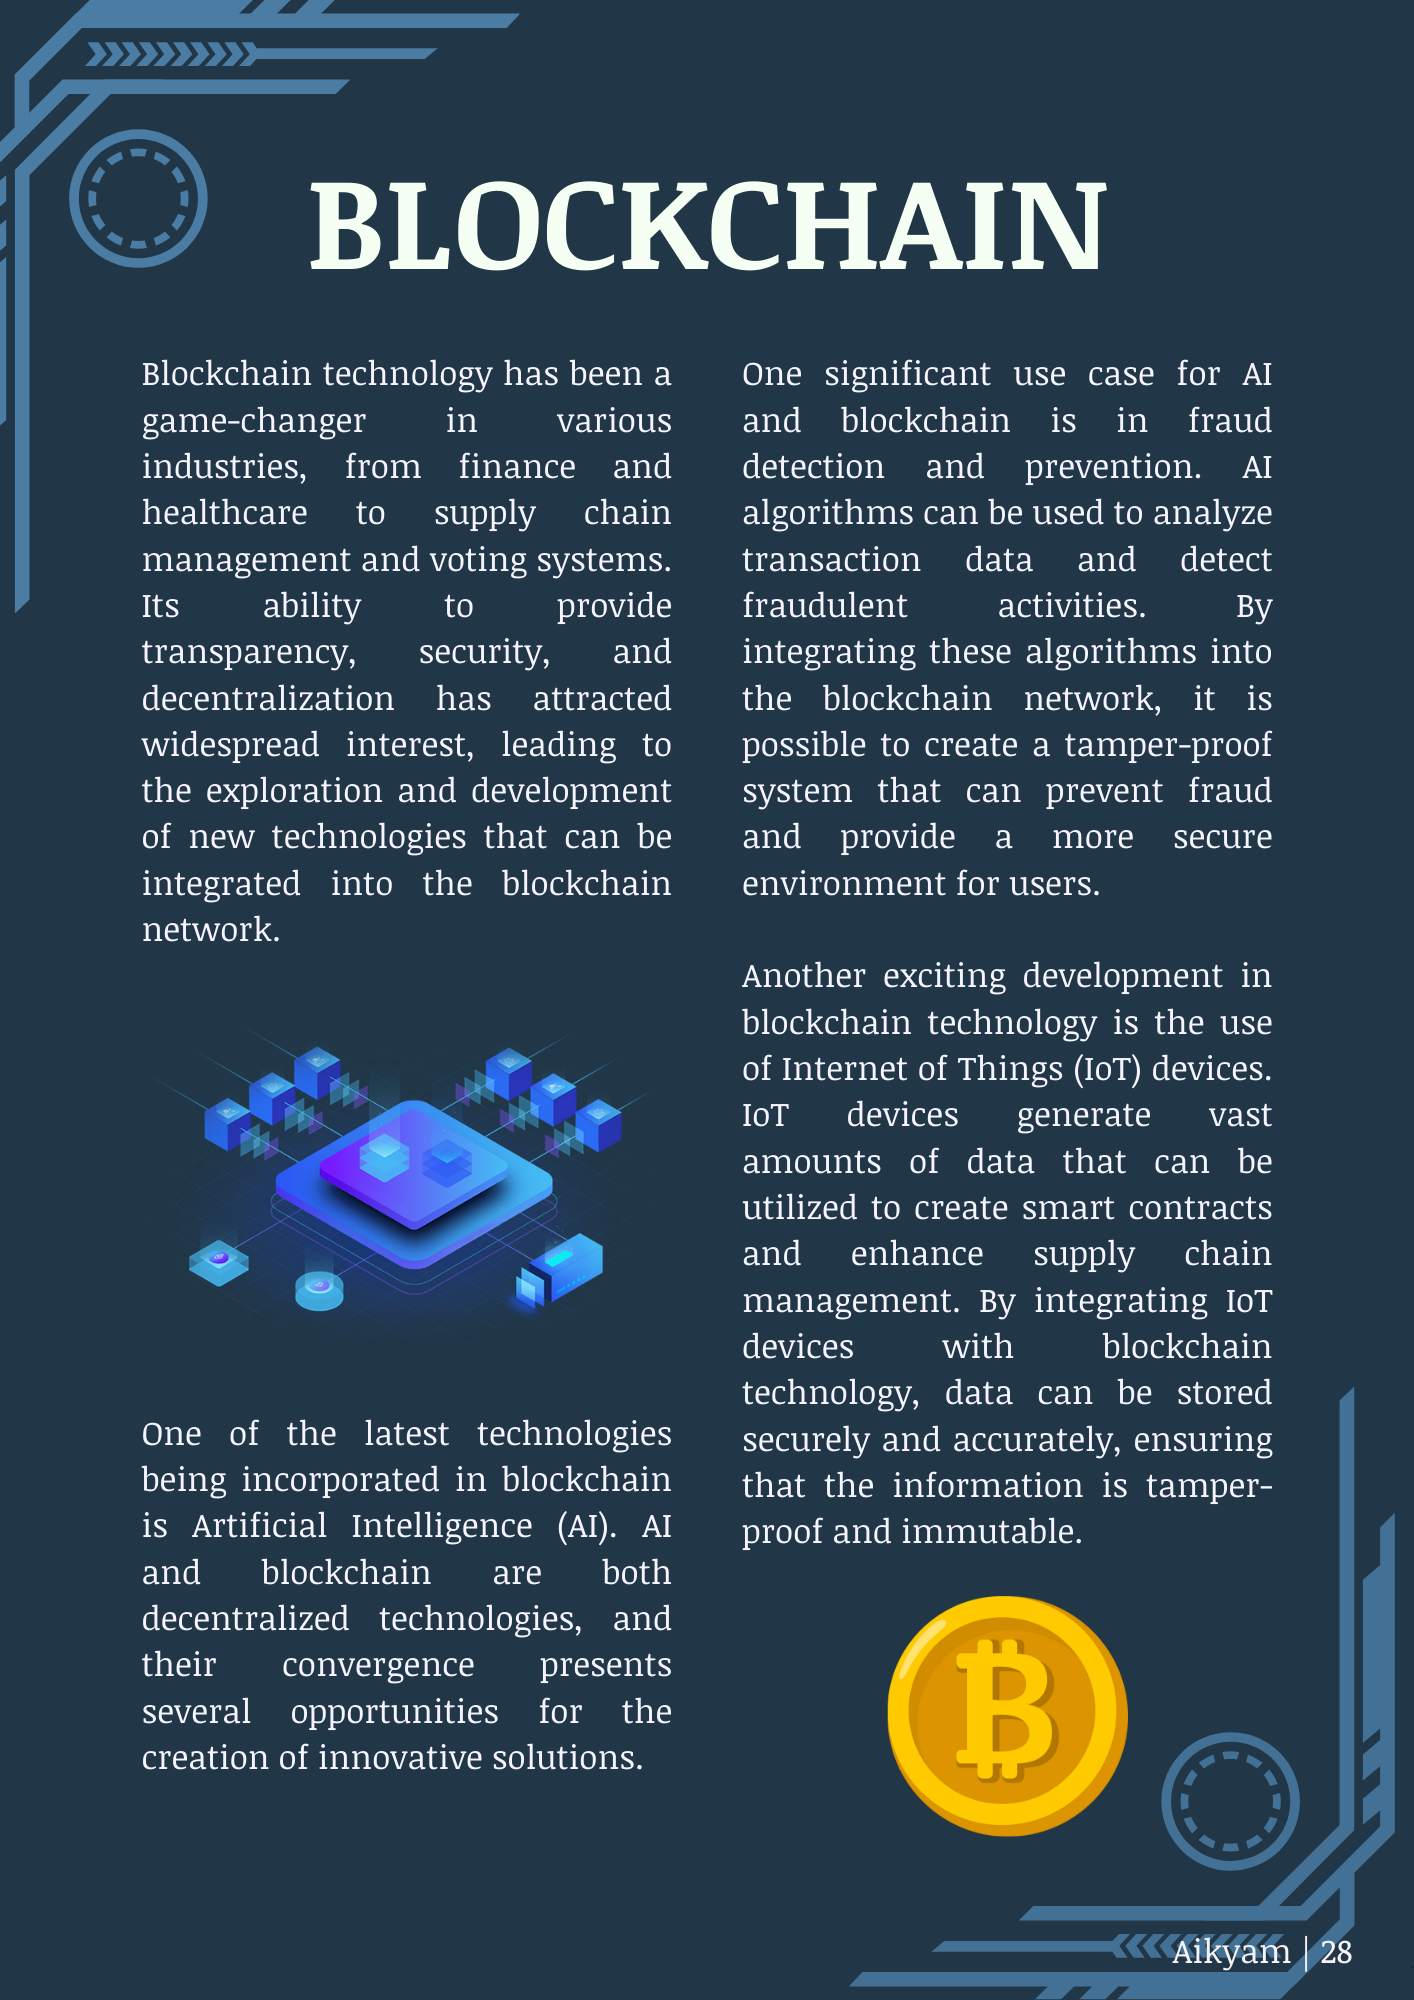 BLOCKCHAIN
Blockchain technology has been a
game-changer in various
industries, from finance and
healthcare to supply chain
management and voting systems.
Its ability to provide
transparency, security, and
decentralization has attracted
widespread interest, leading to
the exploration and development
of new technologies that can be
integrated into the blockchain
network.
One of the latest technologies
being incorporated in blockchain
is Artificial Intelligence (AI). AI
and blockchain are both
decentralized technologies, and
their convergence presents
several opportunities for the
creation of innovative solutions.
One significant use case for AI
and blockchain is in fraud
detection and prevention. AI
algorithms can be used to analyze
transaction data and detect
fraudulent activities. By
integrating these algorithms into
the blockchain network, it is
possible to create a tamper-proof
system that can prevent fraud
and provide a more secure
environment for users.
Another exciting development in
blockchain technology is the use
of Internet of Things (IoT) devices.
IoT devices generate vast
amounts of data that can be
utilized to create smart contracts
and enhance supply chain
management. By integrating IoT
devices with blockchain
technology, data can be stored
securely and accurately, ensuring
that the information is tamper-
proof and immutable.
Aikyam | 28